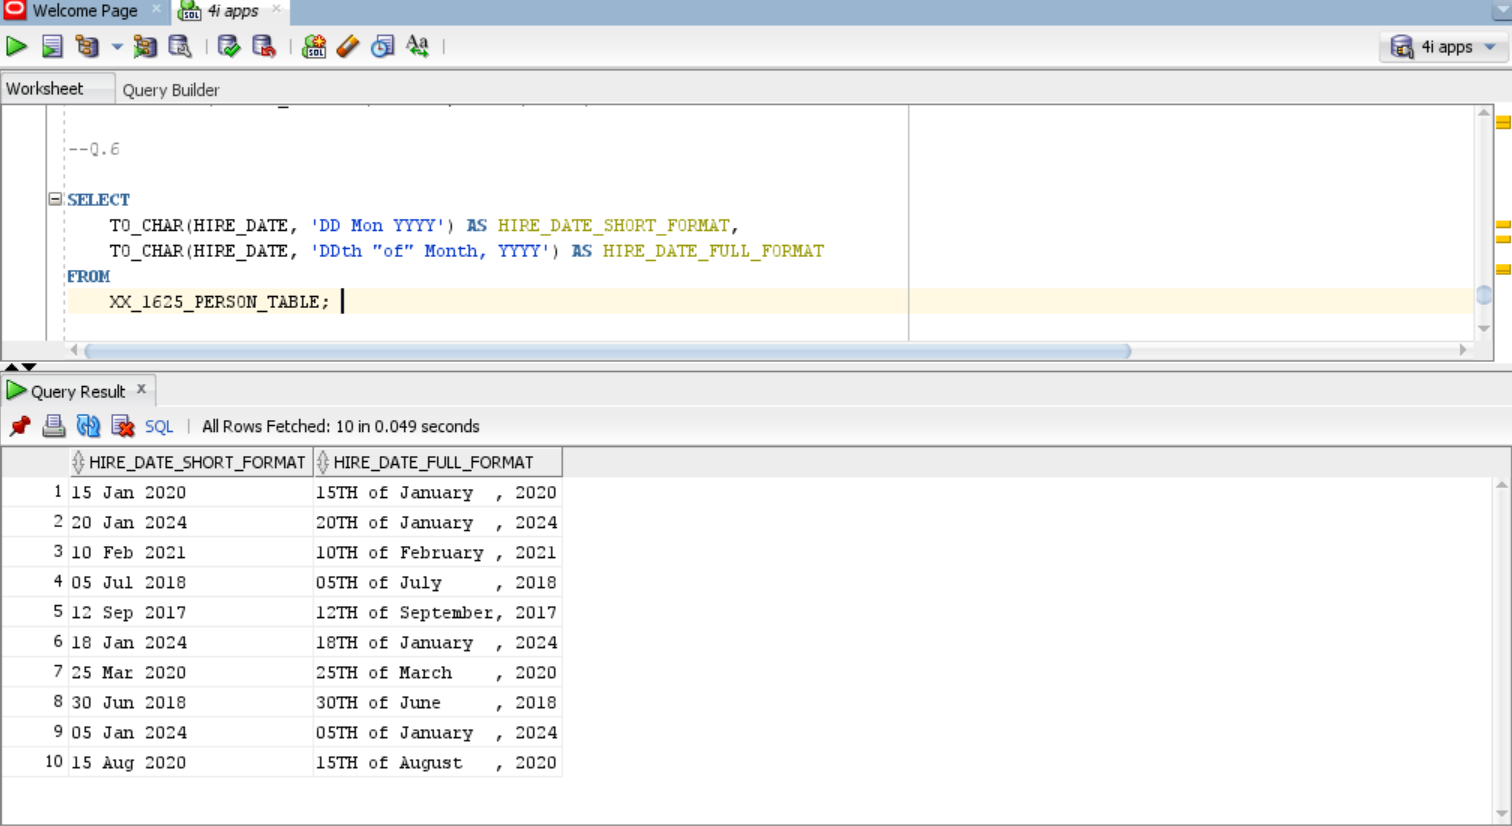 Welcome Page 4i apps
4i apps
Worksheet Query Builder
--Q.6
SELECT
TO_CHAR(HIRE_DATE, 'DD Mon YYYY') AS HIRE_DATE_SHORT_FORMAT,
TO_CHAR(HIRE_DATE, 'DDth "of" Month, YYYY') AS HIRE_DATE_FULL_FORMAT
FROM
XX_1625_PERSON_TABLE;
Query Result x
SQL | All Rows Fetched: 10 in 0.049 seconds
HIRE_DATE_SHORT_FORMAT HIRE_DATE_FULL_FORMAT
1 15 Jan 2020 15TH of January , 2020
2 20 Jan 2024 20TH of January , 2024
3 10 Feb 2021 10TH of February , 2021
4 05 Jul 2018 05TH of July , 2018
5 12 Sep 2017 12TH of September, 2017
6 18 Jan 2024 18TH of January , 2024
7 25 Mar 2020 25TH of March , 2020
8 30 Jun 2018 30TH of June , 2018
9 05 Jan 2024 05TH of January , 2024
10 15 Aug 2020 15TH of August , 2020